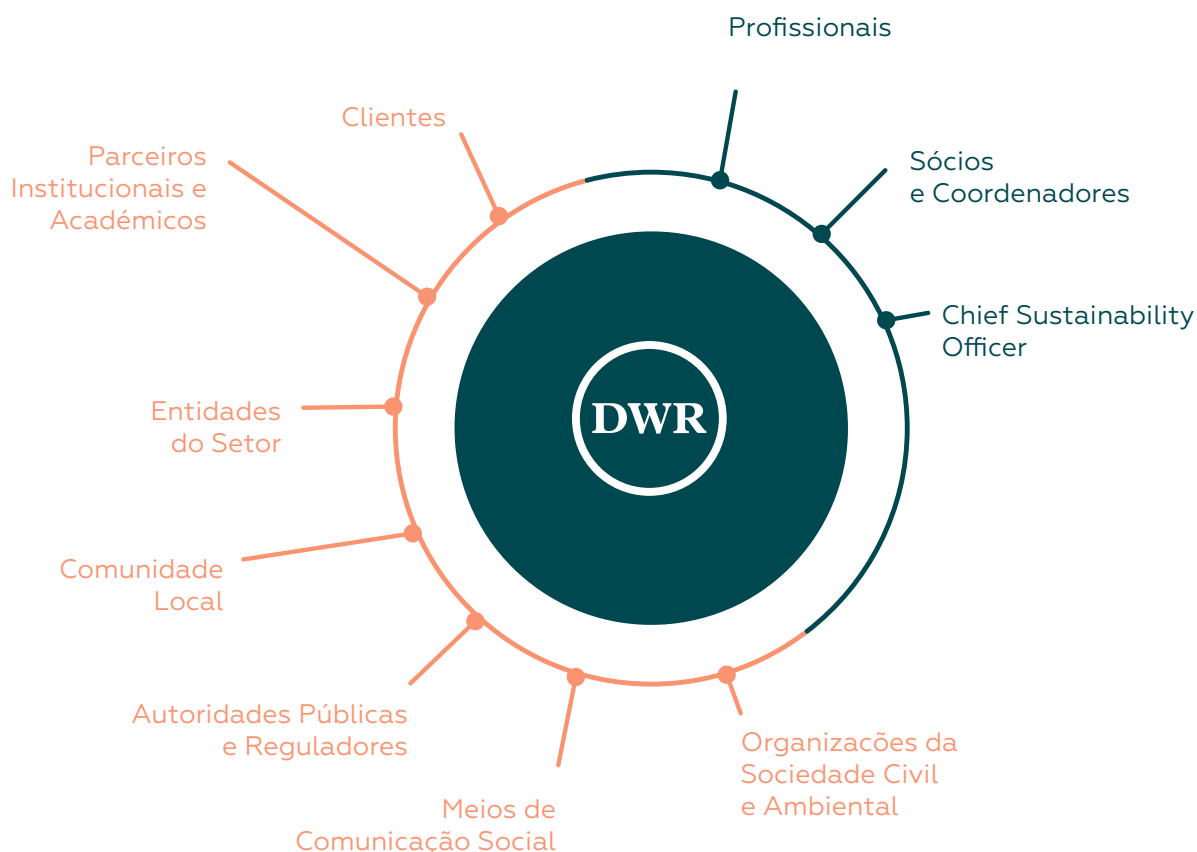 Profissionais
Clientes
Parceiros
Institucionais e
Académicos
Sócios
e Coordenadores
Chief Sustainability
Officer
DWR
Entidades
do Setor
Comunidade
Local
Autoridades Públicas
e Reguladores
Organizacões da
Sociedade Civil
e Ambiental
Meios de
Comunicação Social